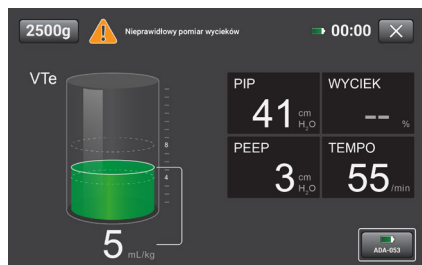 2500g
Nieprawidłowy pomiar wycieków
00:00
VTe
8
4
5 mL/kg
PIP
41 cm H₂O
WYCIEK
-- %
PEEP
3 cm H₂O
TEMPO
55 /min
ADA-053